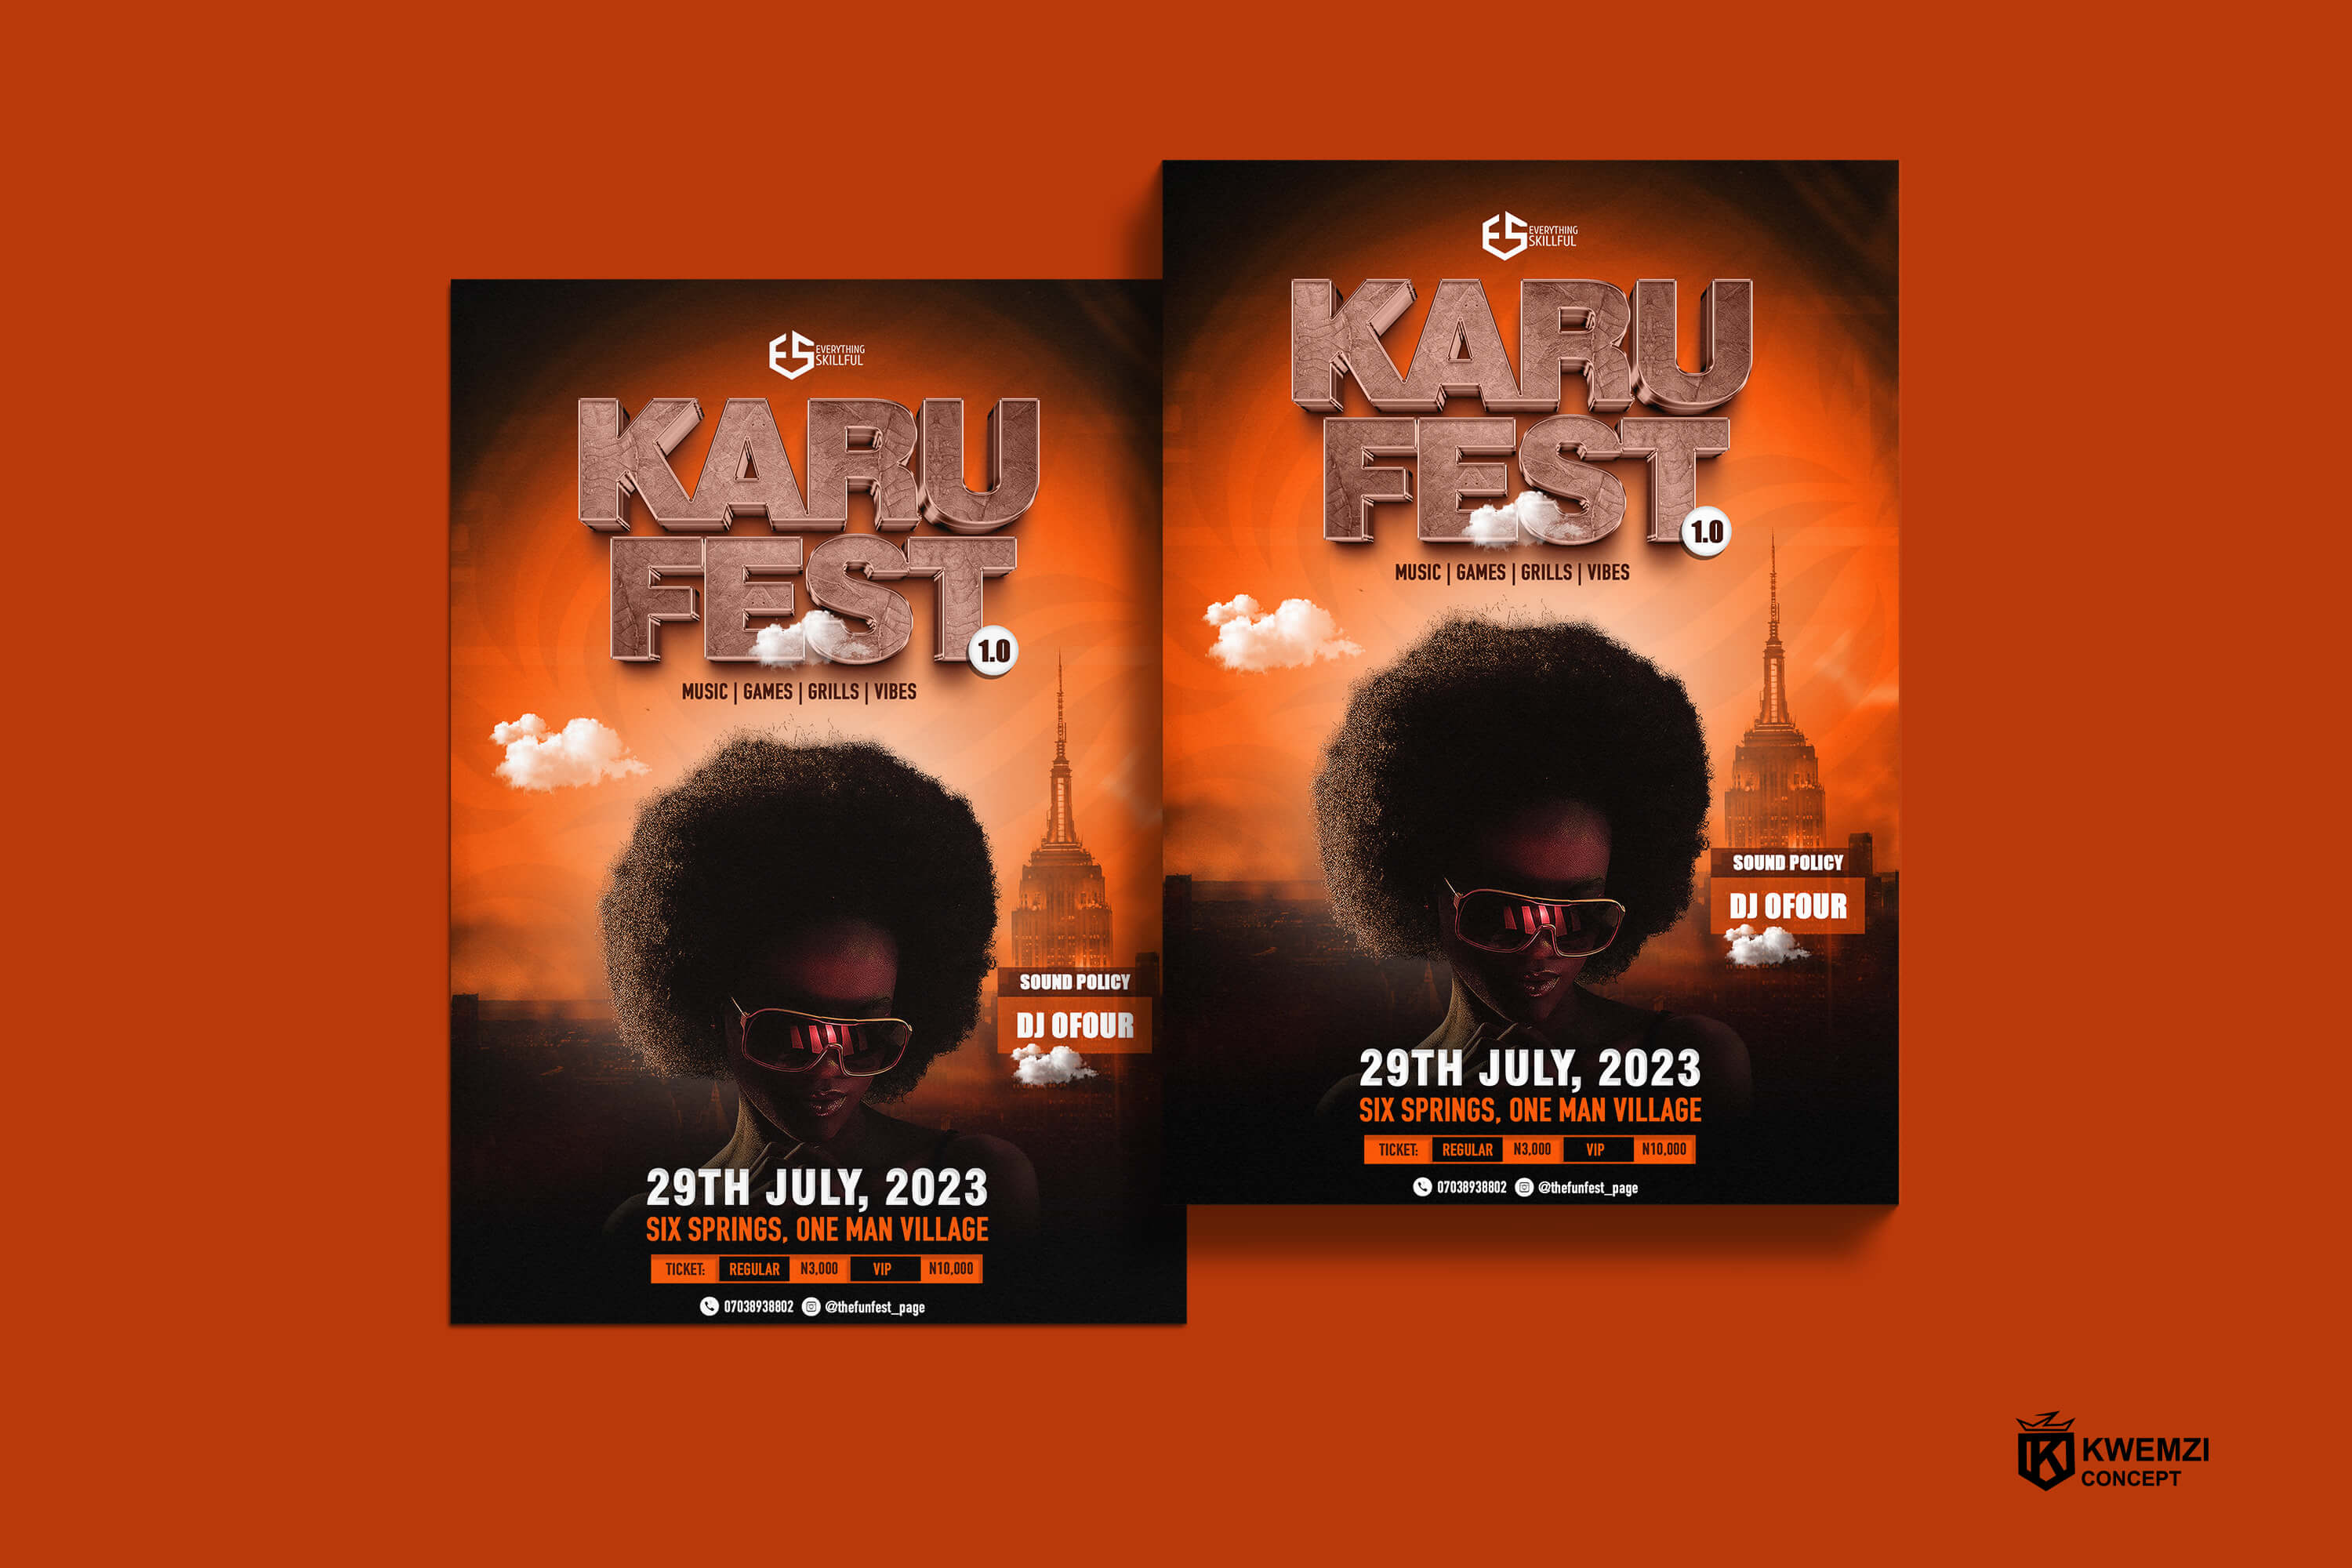 EVERYTHING
SKILLFUL
KARU
FEST
1.0
MUSIC | GAMES | GRILLS | VIBES
SOUND POLICY
DJ OFOUR
29TH JULY, 2023
SIX SPRINGS, ONE MAN VILLAGE
TICKET: REGULAR N3,000 VIP N10,000
07038938802 @thefunfest_page
ES EVERYTHING
SKILLFUL
KARU
FEST
1.0
MUSIC | GAMES | GRILLS | VIBES
SOUND POLICY
DJ OFOUR
29TH JULY, 2023
SIX SPRINGS, ONE MAN VILLAGE
TICKET: REGULAR N3,000 VIP N10,000
07038938802 @thefunfest_page
K KWEMZI
CONCEPT